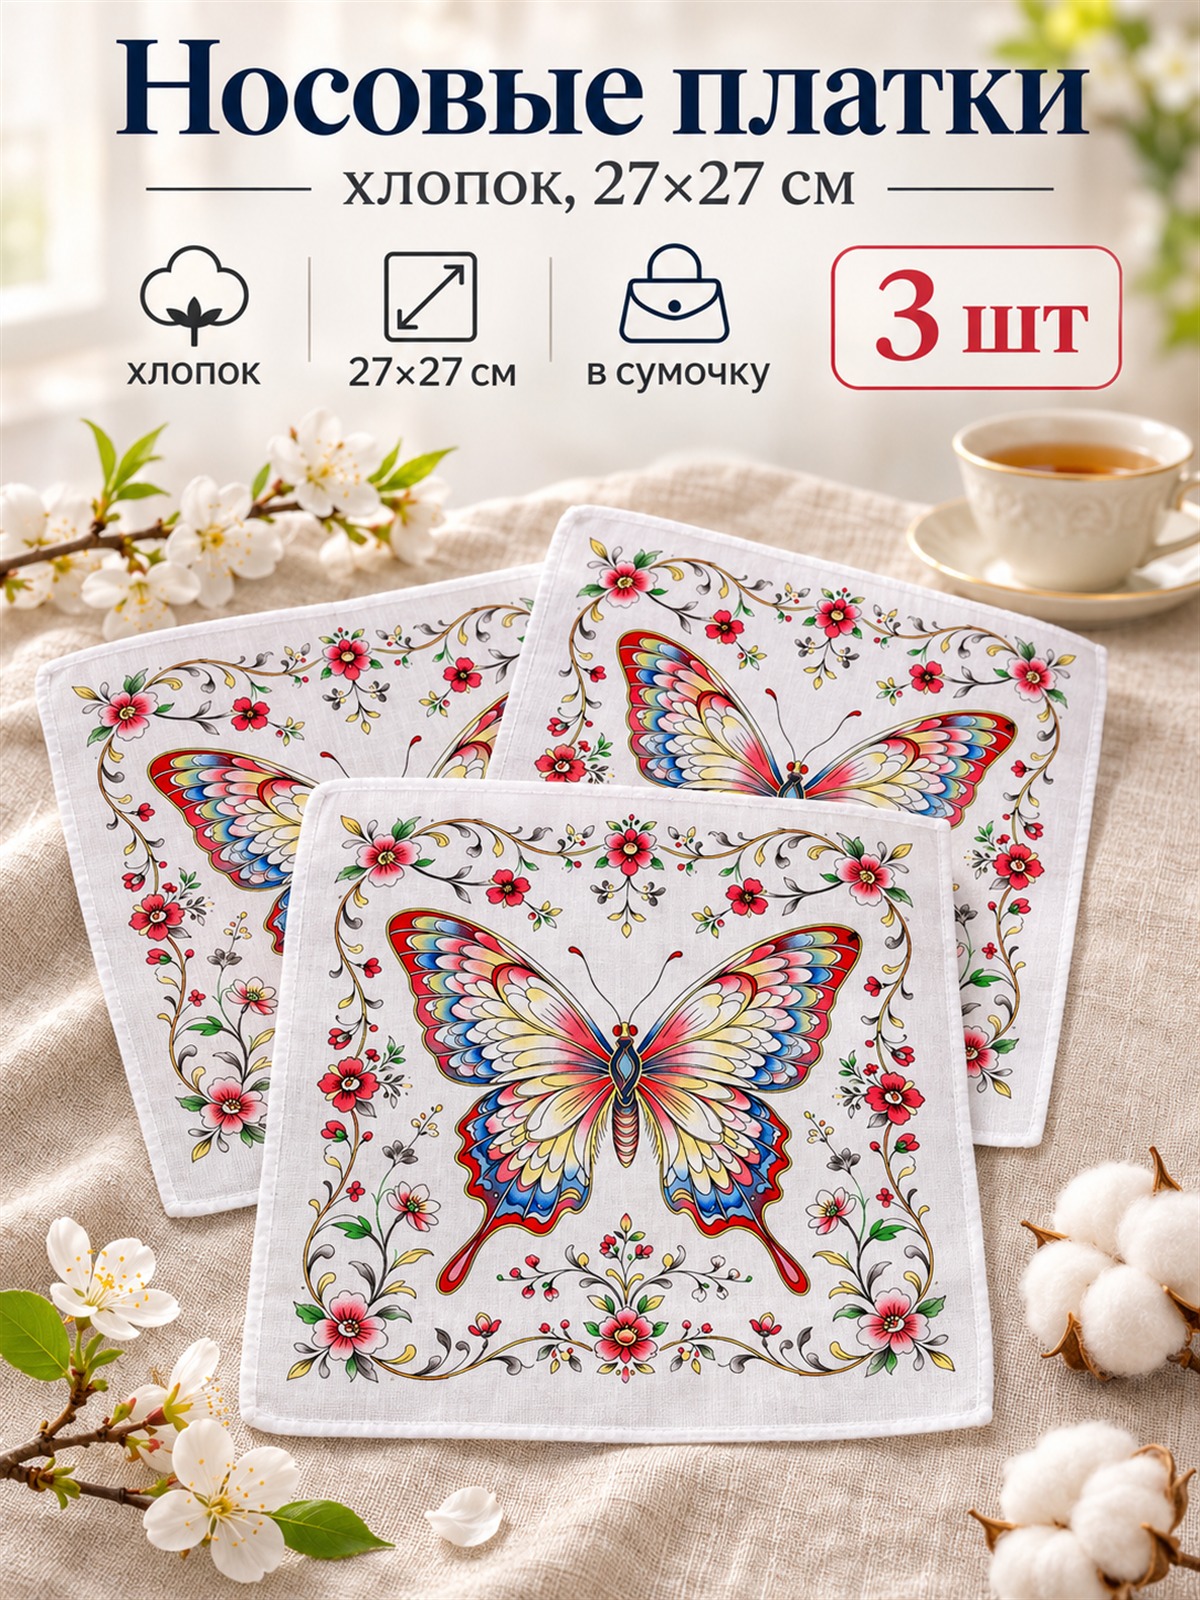 Носовые платки
хлопок, 27×27 см
хлопок
27×27 см
в сумочку
3 шт